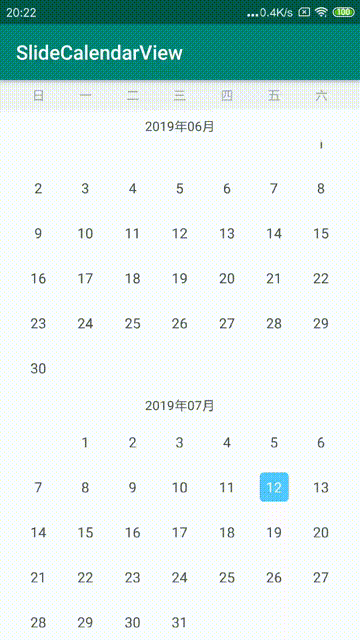 20:22 ...0.4K/s 100
SlideCalendarView
日 一 二 三 四 五 六
2019年06月
1
2 3 4 5 6 7 8
9 10 11 12 13 14 15
16 17 18 19 20 21 22
23 24 25 26 27 28 29
30
2019年07月
1 2 3 4 5 6
7 8 9 10 11 12 13
14 15 16 17 18 19 20
21 22 23 24 25 26 27
28 29 30 31